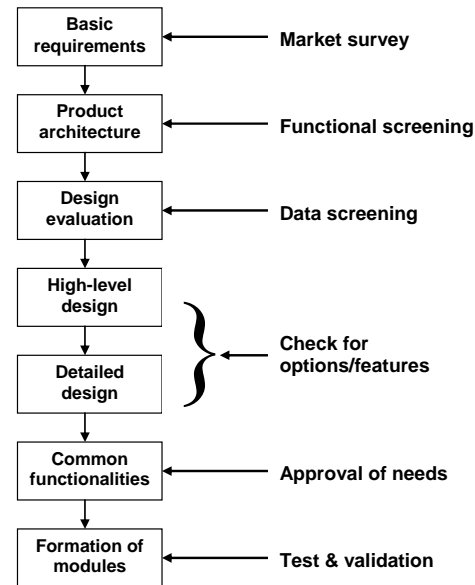 Basic
requirements
Market survey
Product
architecture
Functional screening
Design
evaluation
Data screening
High-level
design
Detailed
design
Check for
options/features
Common
functionalities
Approval of needs
Formation of
modules
Test & validation